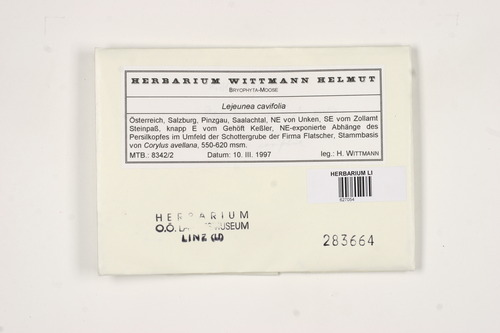 HERBARIUM WITTMANN HELMUT
BRYOPHYTA-MOOSE
Lejeunea cavifolia
Österreich, Salzburg, Pinzgau, Saalachtal, NE von Unken, SE vom Zollamt
Steinpaß, knapp E vom Gehöft Keßler, NE-exponierte Abhänge des
Persilkopfes im Umfeld der Schottergrube der Firma Flatscher, Stammbasis
von Corylus avellana, 550-620 msm.
MTB.: 8342/2 Datum: 10. III. 1997 leg.: H. WITTMANN
HERBARIUM LI
627094
HERBARIUM
O.Ö. MUSEUM
LINZ (LI)
283664